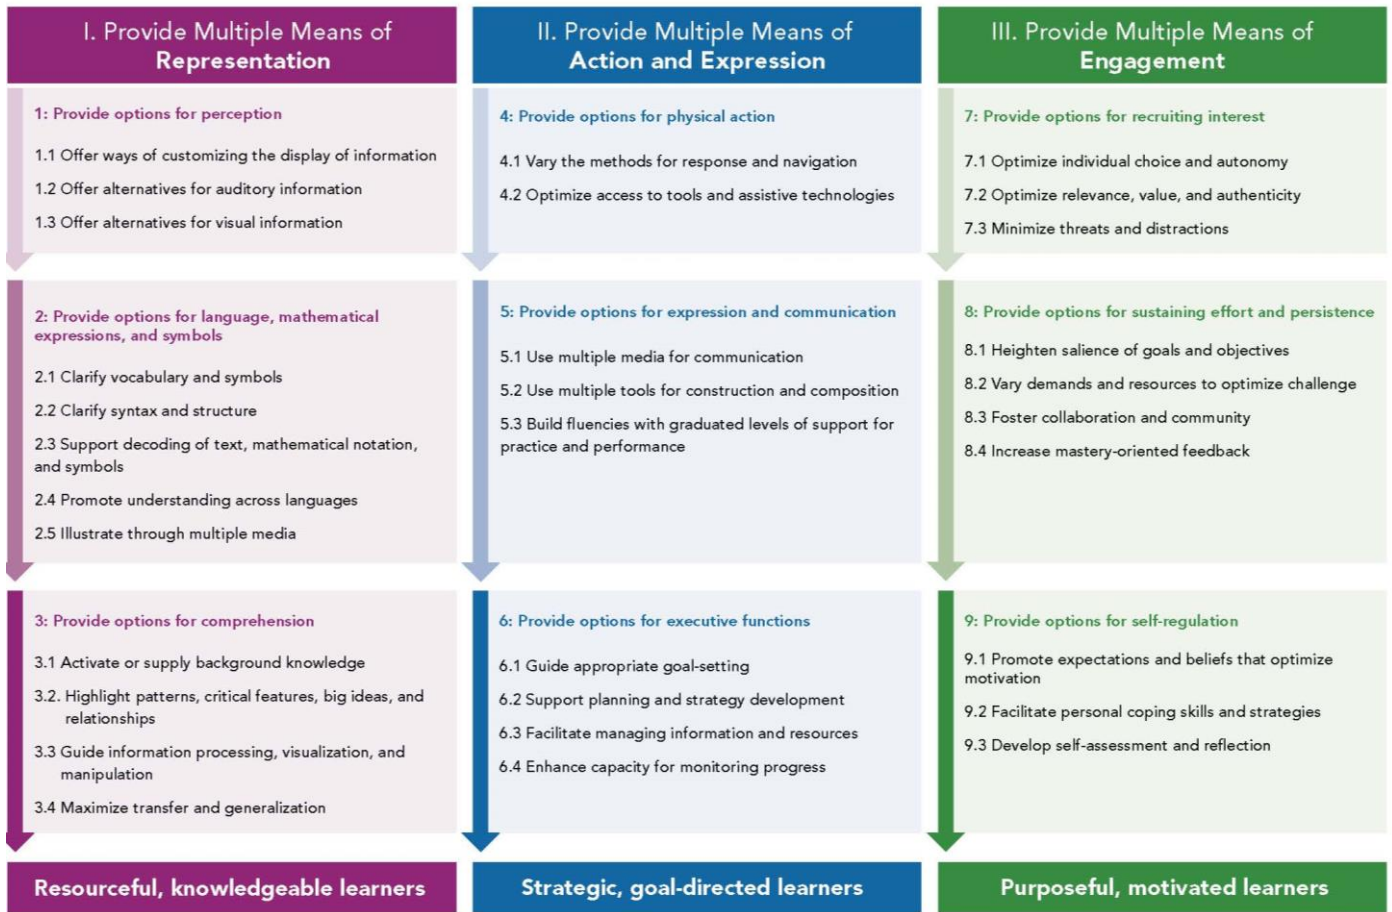 I. Provide Multiple Means of
Representation
1: Provide options for perception
1.1 Offer ways of customizing the display of information
1.2 Offer alternatives for auditory information
1.3 Offer alternatives for visual information
2: Provide options for language, mathematical
expressions, and symbols
2.1 Clarify vocabulary and symbols
2.2 Clarify syntax and structure
2.3 Support decoding of text, mathematical notation,
and symbols
2.4 Promote understanding across languages
2.5 Illustrate through multiple media
3: Provide options for comprehension
3.1 Activate or supply background knowledge
3.2. Highlight patterns, critical features, big ideas, and
relationships
3.3 Guide information processing, visualization, and
manipulation
3.4 Maximize transfer and generalization
Resourceful, knowledgeable learners
II. Provide Multiple Means of
Action and Expression
4: Provide options for physical action
4.1 Vary the methods for response and navigation
4.2 Optimize access to tools and assistive technologies
5: Provide options for expression and communication
5.1 Use multiple media for communication
5.2 Use multiple tools for construction and composition
5.3 Build fluencies with graduated levels of support for
practice and performance
6: Provide options for executive functions
6.1 Guide appropriate goal-setting
6.2 Support planning and strategy development
6.3 Facilitate managing information and resources
6.4 Enhance capacity for monitoring progress
Strategic, goal-directed learners
III. Provide Multiple Means of
Engagement
7: Provide options for recruiting interest
7.1 Optimize individual choice and autonomy
7.2 Optimize relevance, value, and authenticity
7.3 Minimize threats and distractions
8: Provide options for sustaining effort and persistence
8.1 Heighten salience of goals and objectives
8.2 Vary demands and resources to optimize challenge
8.3 Foster collaboration and community
8.4 Increase mastery-oriented feedback
9: Provide options for self-regulation
9.1 Promote expectations and beliefs that optimize
motivation
9.2 Facilitate personal coping skills and strategies
9.3 Develop self-assessment and reflection
Purposeful, motivated learners